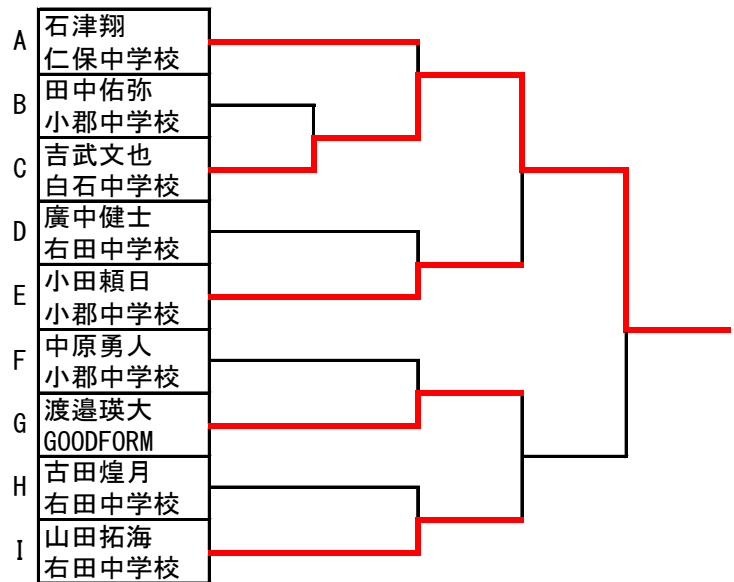 A
石津翔
仁保中学校
B
田中佑弥
小郡中学校
C
吉武文也
白石中学校
D
廣中健士
右田中学校
E
小田頼日
小郡中学校
F
中原勇人
小郡中学校
G
渡邉瑛大
GOODFORM
H
古田煌月
右田中学校
I
山田拓海
右田中学校